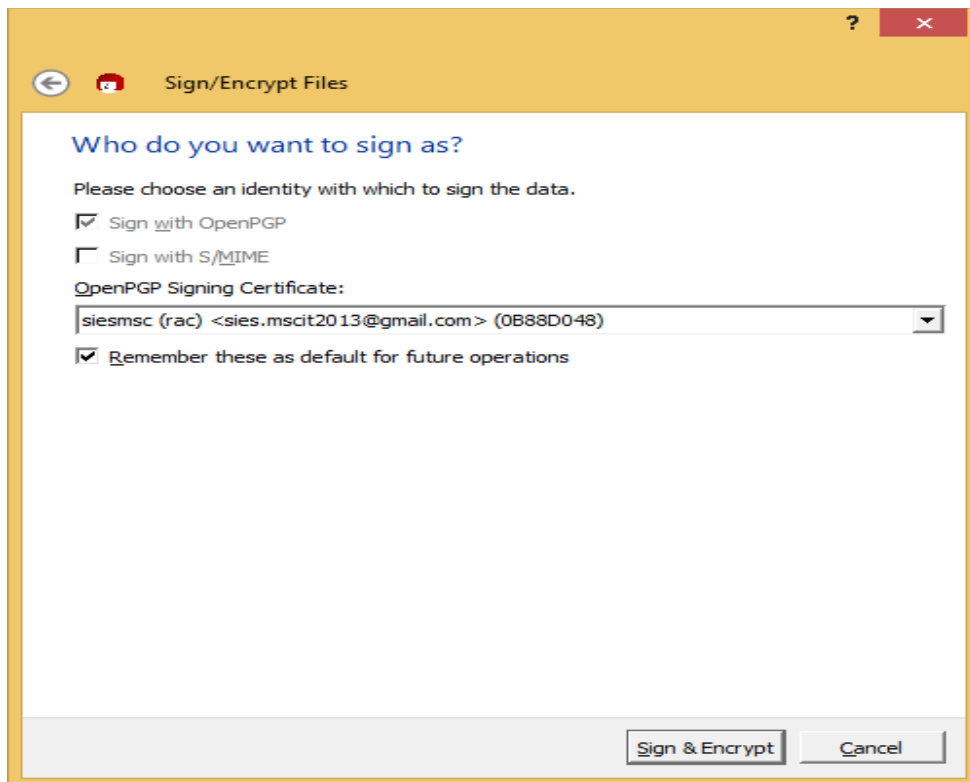 ?
Sign/Encrypt Files
Who do you want to sign as?
Please choose an identity with which to sign the data.
Sign with OpenPGP
Sign with S/MIME
OpenPGP Signing Certificate:
siesmsc (rac) <sies.mscit2013@gmail.com> (0B88D048)
Remember these as default for future operations
Sign & Encrypt Cancel